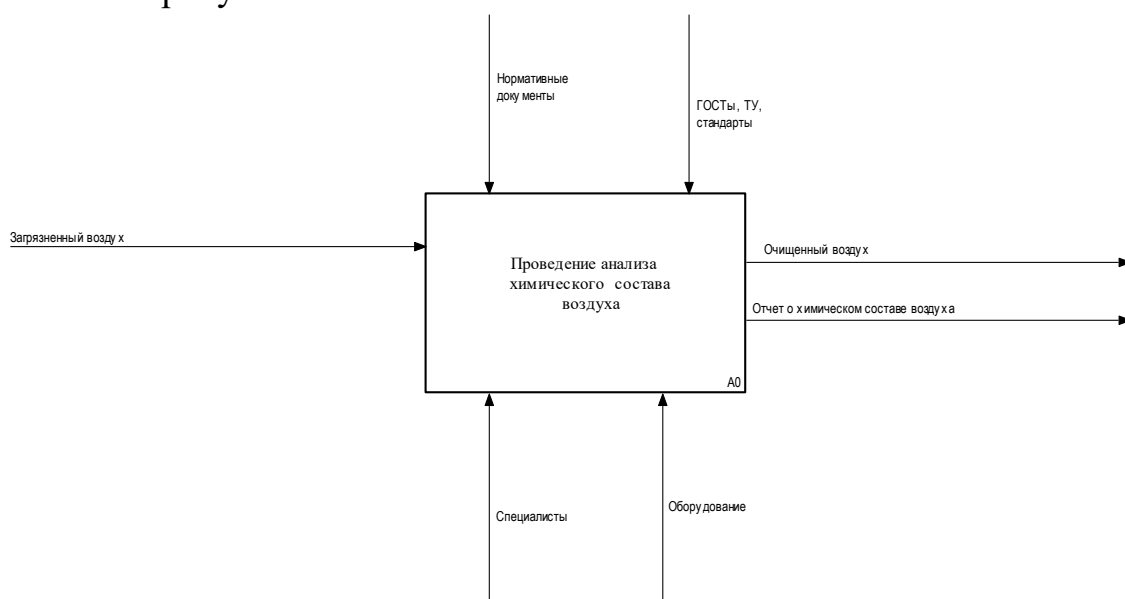 Нормативные
документы
ГОСТы, ТУ,
стандарты
Загрязненный воздух
Проведение анализа
химического состава
воздуха
Очищенный воздух
Отчет о химическом составе воздуха
A0
Специалисты
Оборудование